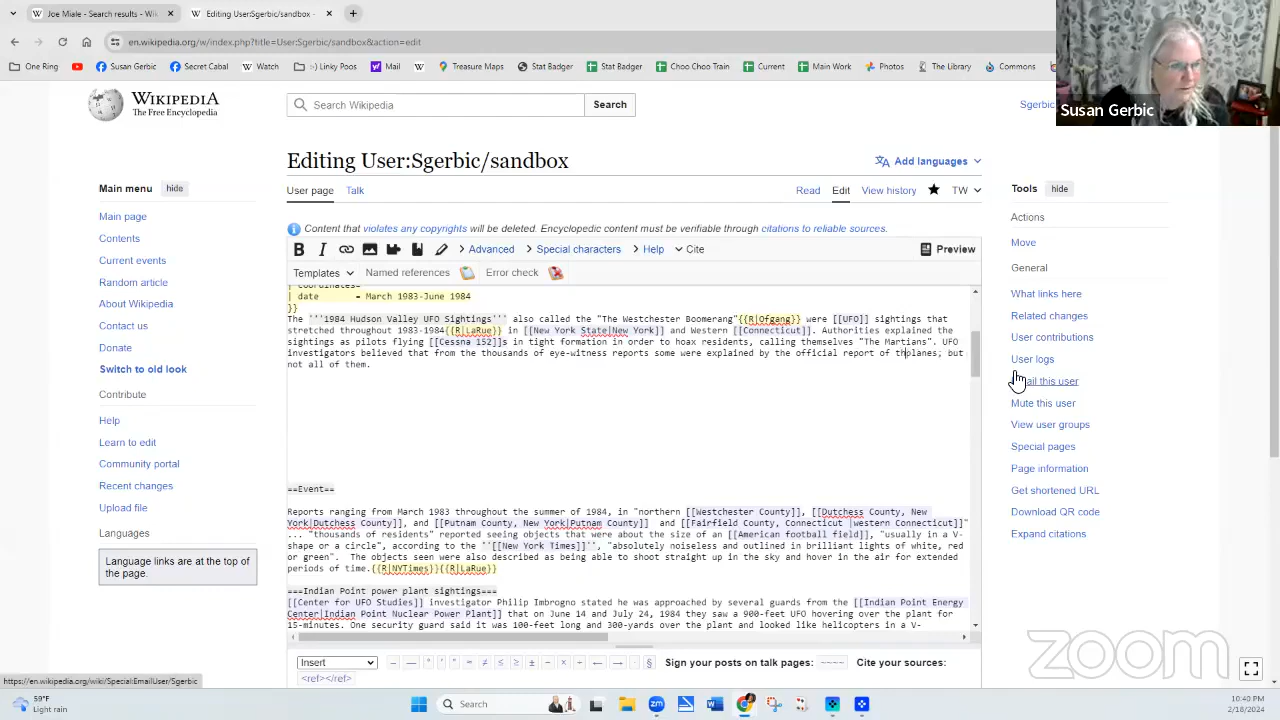 Joe Miale - Search results - Wi
Editing User:Sgerbic/sandbox -
en.wikipedia.org/w/index.php?title=User:Sgerbic/sandbox&action=edit
One Ring
Susan Gerbic
Secret Cabal
Watch
:-) Linky Poo
Mail
Treasure Maps
Stat Badger
Stat Badger
Choo Choo Train
Current
Main Work
Photos
The Library
Commons
Susan Gerbic
WIKIPEDIA
The Free Encyclopedia
Search Wikipedia
Search
Sgerbic
Editing User:Sgerbic/sandbox
Add languages
Main menu
hide
User page
Talk
Read
Edit
View history
TW
Tools
hide
Main page
Contents
Current events
Random article
About Wikipedia
Contact us
Donate
Switch to old look
Contribute
Help
Learn to edit
Community portal
Recent changes
Upload file
Languages
Language links are at the top of
the page.
Content that violates any copyrights will be deleted. Encyclopedic content must be verifiable through citations to reliable sources.
B
I
Advanced
Special characters
Help
Cite
Preview
Templates
Named references
Error check
| coordinates=
| date = March 1983-June 1984
}}
The '''1984 Hudson Valley UFO Sightings''' also called the "The Westchester Boomerang"{{R|Ofgang}} were [[UFO]] sightings that
stretched throughout 1983-1984{{R|LaRue}} in [[New York State|New York]] and Western [[Connecticut]]. Authorities explained the
sightings as pilots flying [[Cessna 152]]s in tight formation in order to hoax residents, calling themselves "The Martians". UFO
investigators believed that from the thousands of eye-witness reports some were explained by the official report of thplanes; but
not all of them.
==Event==
Reports ranging from March 1983 throughout the summer of 1984, in "northern [[Westchester County]], [[Dutchess County, New
York|Dutchess County]], and [[Putnam County, New York|Putnam County]]  and [[Fairfield County, Connecticut |western Connecticut]]"
... "thousands of residents" reported seeing objects that were about the size of an [[American football field]], "usually in a V-
shape or a circle", according to the ''[[New York Times]]'', "absolutely noiseless and outlined in brilliant lights of white, red
or green".  The objects seen were also described as being able to shoot straight up in the sky and hover in the air for extended
periods of time.{{R|NYTimes}}{{R|LaRue}}
===Indian Point power plant sightings===
[[Center for UFO Studies]] investigator Philip Imbrogno stated he was approached by several guards from the [[Indian Point Energy
Center|Indian Point Nuclear Power Plant]] that on June 14 and July 24, 1984 they saw a 900-feet UFO hovering over the plant for
15-minutes. One security guard said it was 100-feet long and 300-yards over the plant and looked like helicopters in a V-
Insert
Sign your posts on talk pages: ~~~~
Cite your sources:
<ref></ref>
Actions
Move
General
What links here
Related changes
User contributions
User logs
ail this user
Mute this user
View user groups
Special pages
Page information
Get shortened URL
Download QR code
Expand citations
zoom
https://en.wikipedia.org/wiki/Special:EmailUser/Sgerbic
59°F
Light rain
Search
10:40 PM
2/18/2024